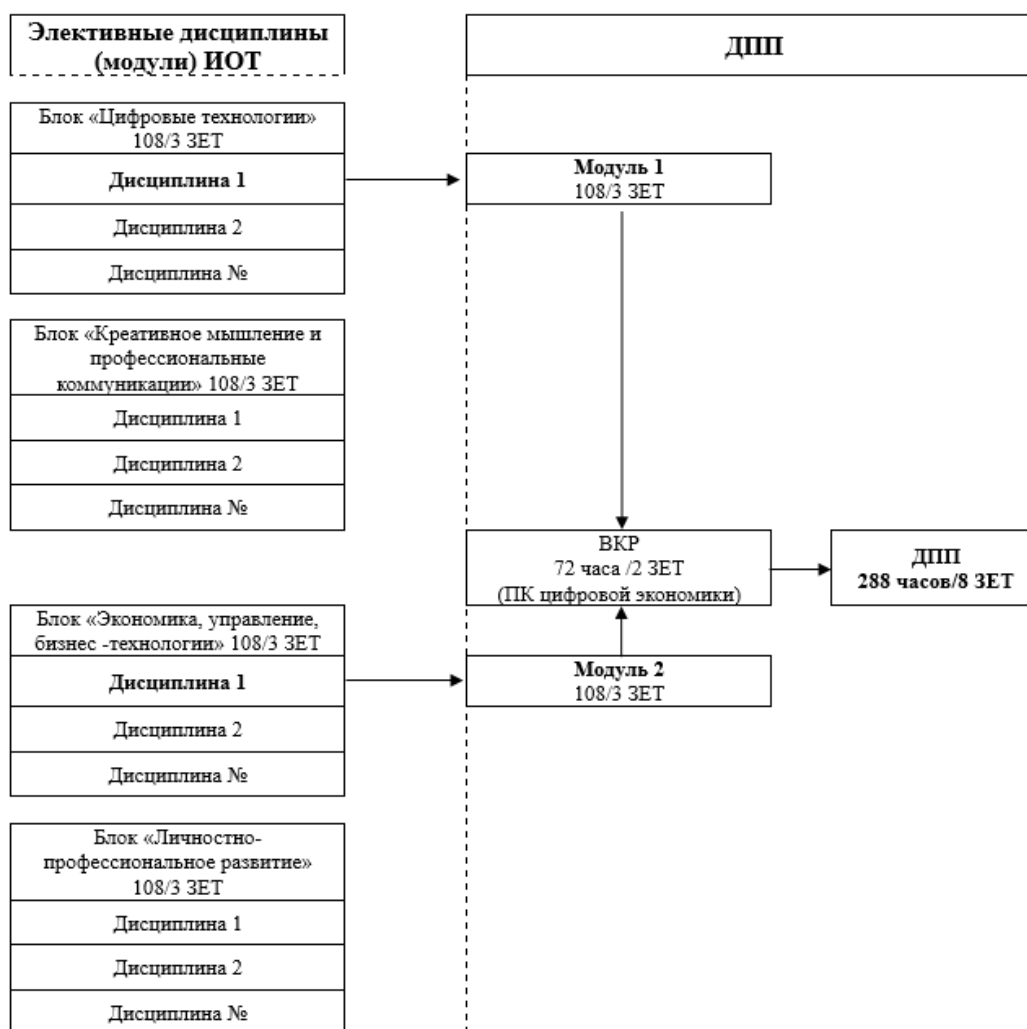 Элективные дисциплины
(модули) ИОТ
ДПП
Блок «Цифровые технологии»
108/3 ЗЕТ
Дисциплина 1
Дисциплина 2
Дисциплина №
Модуль 1
108/3 ЗЕТ
Блок «Креативное мышление и
профессиональные
коммуникации» 108/3 ЗЕТ
Дисциплина 1
Дисциплина 2
Дисциплина №
ВКР
72 часа /2 ЗЕТ
(ПК цифровой экономики)
ДПП
288 часов/8 ЗЕТ
Блок «Экономика, управление,
бизнес -технологии» 108/3 ЗЕТ
Дисциплина 1
Дисциплина 2
Дисциплина №
Модуль 2
108/3 ЗЕТ
Блок «Личностно-
профессиональное развитие»
108/3 ЗЕТ
Дисциплина 1
Дисциплина 2
Дисциплина №